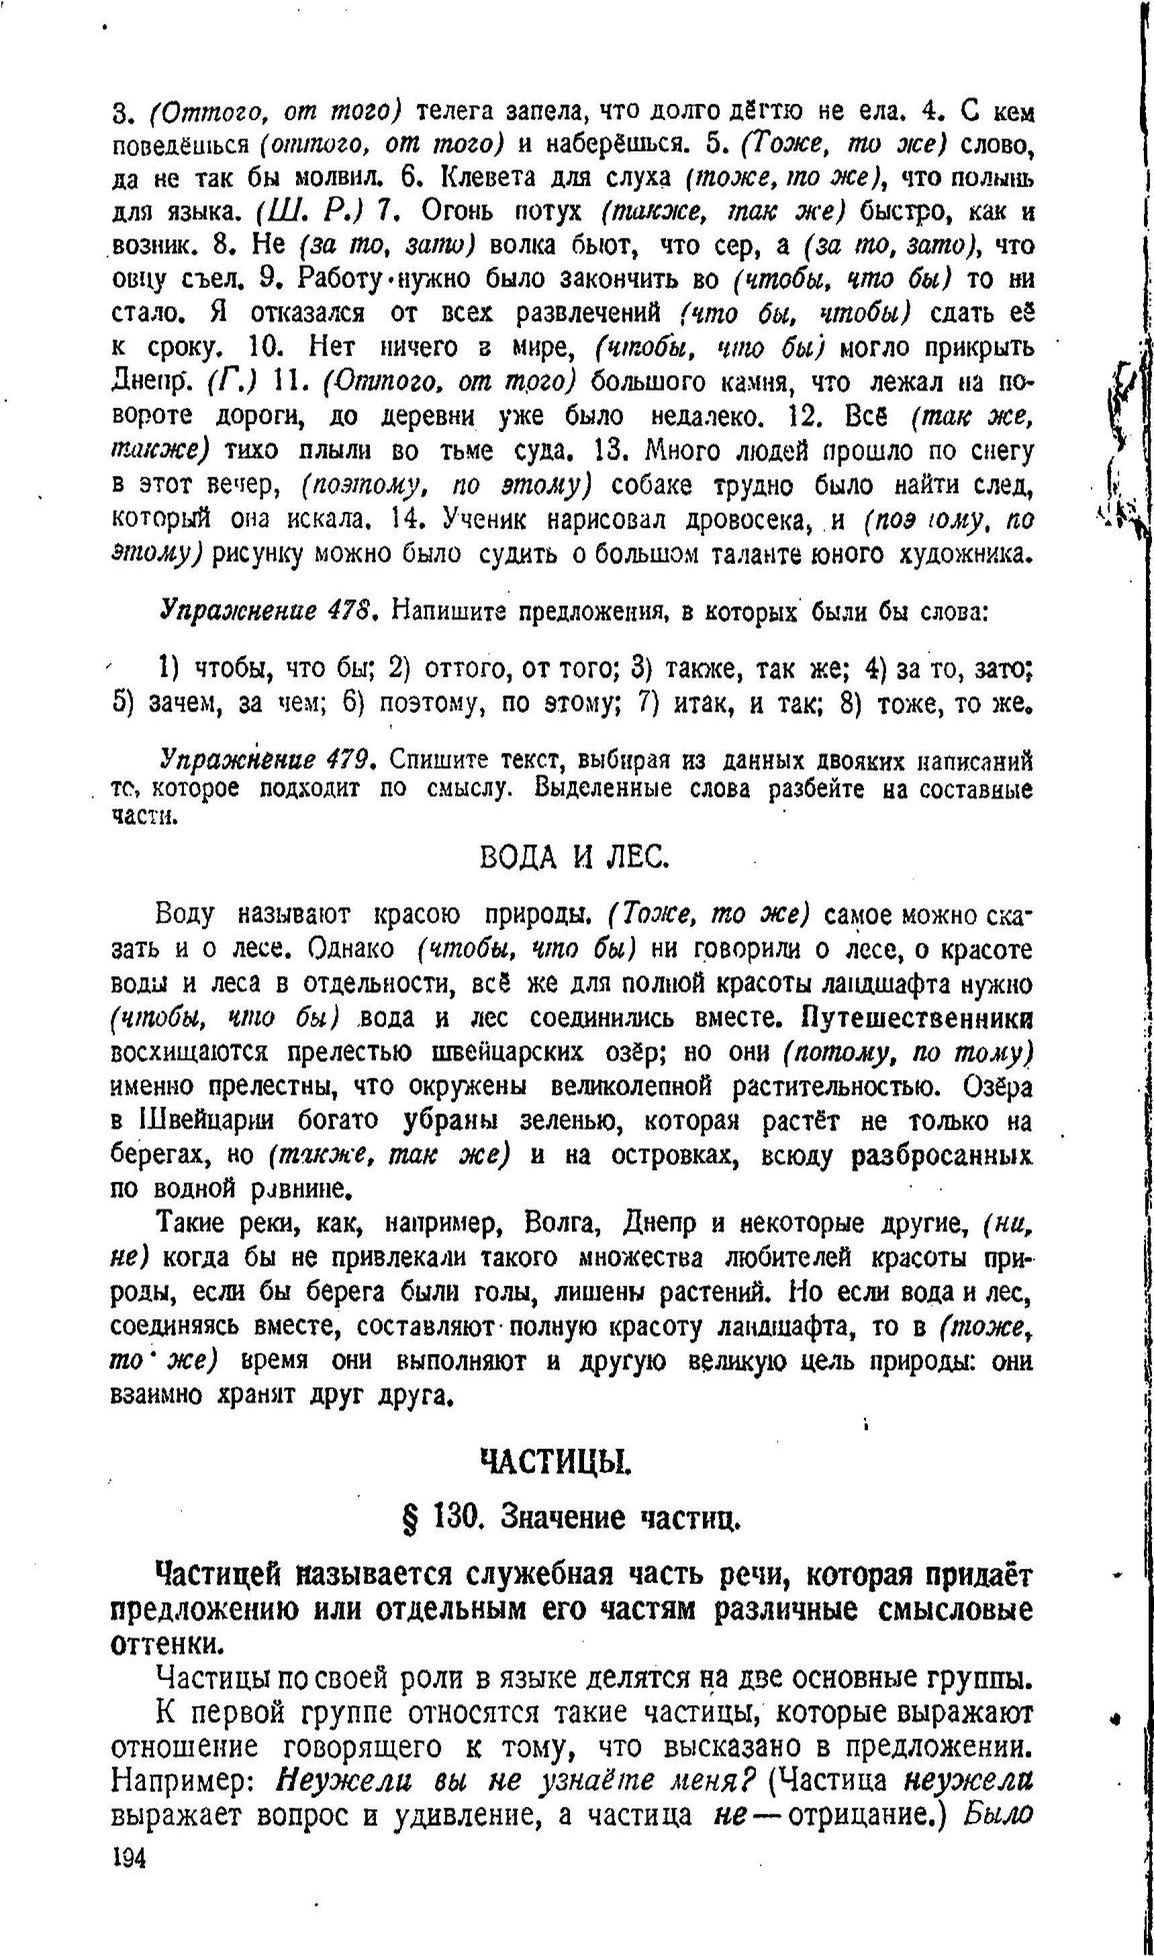 3. (Оттого, от того) телега запела, что долго дёгтю не ела. 4. С кем
поведёшься (оттого, от того) и наберёшься. 5. (Тоже, то же) слово,
да не так бы молвил. 6. Клевета для слуха (тоже, то же), что полынь
для языка. (Ш. Р.) 7. Огонь потух (также, так же) быстро, как и
возник. 8. Не (за то, зато) волка бьют, что сер, а (за то, зато), что
овцу съел. 9. Работу нужно было закончить во (чтобы, что бы) то ни
стало. Я отказался от всех развлечений (что бы, чтобы) сдать её
к сроку. 10. Нет ничего в мире, (чтобы, что бы) могло прикрыть
Днепр. (Г.) 11. (Оттого, от того) большого камня, что лежал на по-
вороте дороги, до деревни уже было недалеко. 12. Всё (так же,
также) тихо плыли во тьме суда. 13. Много людей прошло по снегу
в этот вечер, (поэтому, по этому) собаке трудно было найти след,
который она искала. 14. Ученик нарисовал дровосека, и (поэтому, по
этому) рисунку можно было судить о большом таланте юного художника.
Упражнение 478. Напишите предложения, в которых были бы слова:
1) чтобы, что бы; 2) оттого, от того; 3) также, так же; 4) за то, зато;
5) зачем, за чем; 6) поэтому, по этому; 7) итак, и так; 8) тоже, то же.
Упражнение 479. Спишите текст, выбирая из данных двояких написаний
то, которое подходит по смыслу. Выделенные слова разбейте на составные
части.
ВОДА И ЛЕС.
Воду называют красою природы. (Тоже, то же) самое можно ска-
зать и о лесе. Однако (чтобы, что бы) ни говорили о лесе, о красоте
воды и леса в отдельности, всё же для полной красоты ландшафта нужно
(чтобы, что бы) вода и лес соединились вместе. Путешественники
восхищаются прелестью швейцарских озёр; но они (потому, по тому)
именно прелестны, что окружены великолепной растительностью. Озёра
в Швейцарии богато убраны зеленью, которая растёт не только на
берегах, но (также, так же) и на островках, всюду разбросанных
по водной равнине.
Такие реки, как, например, Волга, Днепр и некоторые другие, (ни,
не) когда бы не привлекали такого множества любителей красоты при-
роды, если бы берега были голы, лишены растений. Но если вода и лес,
соединяясь вместе, составляют полную красоту ландшафта, то в (тоже,
то же) время они выполняют и другую великую цель природы: они
взаимно хранят друг друга.
ЧАСТИЦЫ.
§ 130. Значение частиц.
Частицей называется служебная часть речи, которая придаёт
предложению или отдельным его частям различные смысловые
оттенки.
Частицы по своей роли в языке делятся на две основные группы.
К первой группе относятся такие частицы, которые выражают
отношение говорящего к тому, что высказано в предложении.
Например: Неужели вы не узнаёте меня? (Частица неужели
выражает вопрос и удивление, а частица не — отрицание.) Было
194